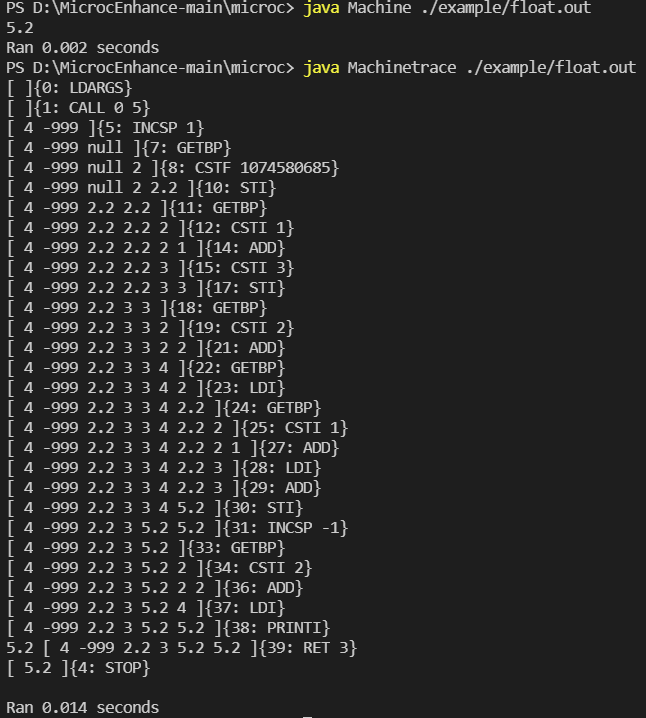 PS D:\MicrocEnhance-main\microc> java Machine ./example/float.out
5.2
Ran 0.002 seconds
PS D:\MicrocEnhance-main\microc> java Machinetrace ./example/float.out
[ ]{0: LDARGS}
[ ]{1: CALL 0 5}
[ 4 -999 ]{5: INCSP 1}
[ 4 -999 null ]{7: GETBP}
[ 4 -999 null 2 ]{8: CSTF 1074580685}
[ 4 -999 null 2 2.2 ]{10: STI}
[ 4 -999 2.2 2.2 ]{11: GETBP}
[ 4 -999 2.2 2.2 2 ]{12: CSTI 1}
[ 4 -999 2.2 2.2 2 1 ]{14: ADD}
[ 4 -999 2.2 2.2 3 ]{15: CSTI 3}
[ 4 -999 2.2 2.2 3 3 ]{17: STI}
[ 4 -999 2.2 3 3 ]{18: GETBP}
[ 4 -999 2.2 3 3 2 ]{19: CSTI 2}
[ 4 -999 2.2 3 3 2 2 ]{21: ADD}
[ 4 -999 2.2 3 3 4 ]{22: GETBP}
[ 4 -999 2.2 3 3 4 2 ]{23: LDI}
[ 4 -999 2.2 3 3 4 2.2 ]{24: GETBP}
[ 4 -999 2.2 3 3 4 2.2 2 ]{25: CSTI 1}
[ 4 -999 2.2 3 3 4 2.2 2 1 ]{27: ADD}
[ 4 -999 2.2 3 3 4 2.2 3 ]{28: LDI}
[ 4 -999 2.2 3 3 4 2.2 3 ]{29: ADD}
[ 4 -999 2.2 3 3 4 5.2 ]{30: STI}
[ 4 -999 2.2 3 5.2 5.2 ]{31: INCSP -1}
[ 4 -999 2.2 3 5.2 ]{33: GETBP}
[ 4 -999 2.2 3 5.2 2 ]{34: CSTI 2}
[ 4 -999 2.2 3 5.2 2 2 ]{36: ADD}
[ 4 -999 2.2 3 5.2 4 ]{37: LDI}
[ 4 -999 2.2 3 5.2 5.2 ]{38: PRINTI}
5.2 [ 4 -999 2.2 3 5.2 5.2 ]{39: RET 3}
[ 5.2 ]{4: STOP}
Ran 0.014 seconds